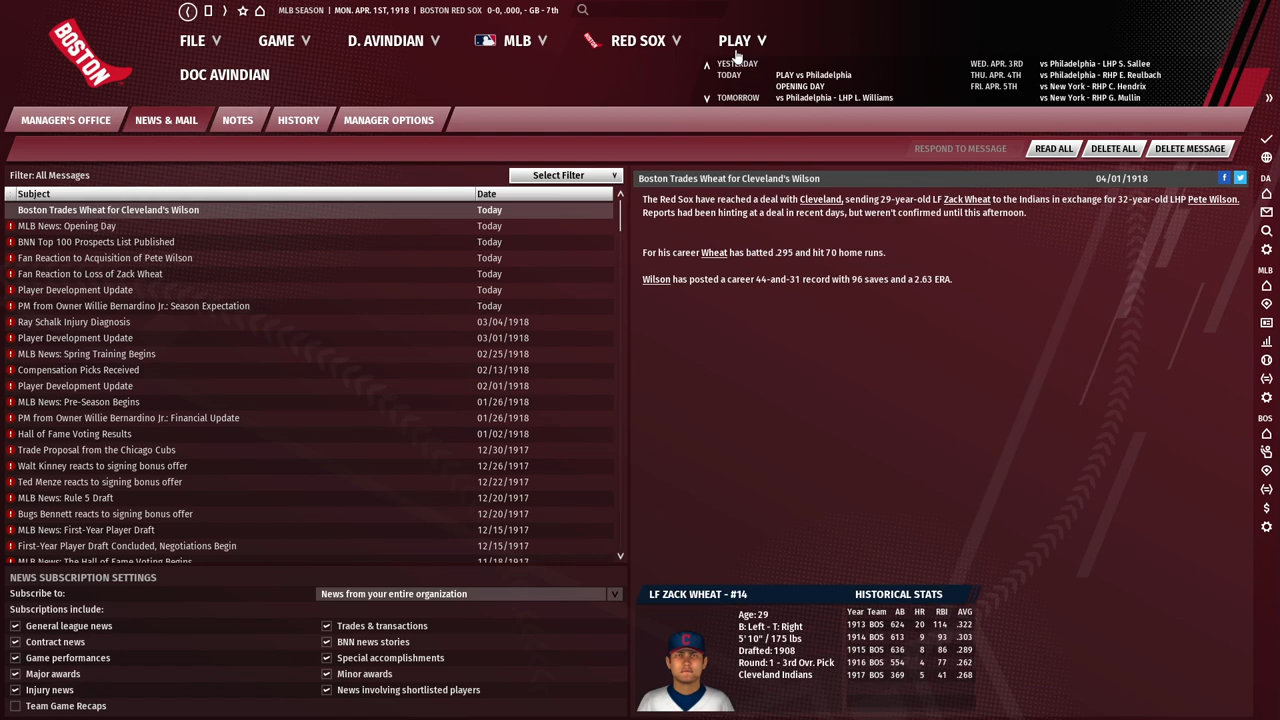 MLB SEASON | MON. APR. 1ST, 1918 | BOSTON RED SOX 0-0, .000, - GB - 7th
BOSTON
FILE
GAME
D. AVINDIAN
MLB
RED SOX
PLAY
DOC AVINDIAN
YESTERDAY
TODAY PLAY vs Philadelphia
OPENING DAY
TOMORROW vs Philadelphia - LHP L. Williams
WED. APR. 3RD vs Philadelphia - LHP S. Sallee
THU. APR. 4TH vs Philadelphia - RHP E. Reulbach
FRI. APR. 5TH vs New York - RHP C. Hendrix
vs New York - RHP G. Mullin
MANAGER'S OFFICE
NEWS & MAIL
NOTES
HISTORY
MANAGER OPTIONS
RESPOND TO MESSAGE
READ ALL
DELETE ALL
DELETE MESSAGE
Filter: All Messages
Select Filter
Subject Date
Boston Trades Wheat for Cleveland's Wilson Today
MLB News: Opening Day Today
BNN Top 100 Prospects List Published Today
Fan Reaction to Acquisition of Pete Wilson Today
Fan Reaction to Loss of Zack Wheat Today
Player Development Update Today
PM from Owner Willie Bernardino Jr.: Season Expectation Today
Ray Schalk Injury Diagnosis 03/04/1918
Player Development Update 03/01/1918
MLB News: Spring Training Begins 02/25/1918
Compensation Picks Received 02/13/1918
Player Development Update 02/01/1918
MLB News: Pre-Season Begins 01/26/1918
PM from Owner Willie Bernardino Jr.: Financial Update 01/26/1918
Hall of Fame Voting Results 01/02/1918
Trade Proposal from the Chicago Cubs 12/30/1917
Walt Kinney reacts to signing bonus offer 12/26/1917
Ted Menze reacts to signing bonus offer 12/22/1917
MLB News: Rule 5 Draft 12/20/1917
Bugs Bennett reacts to signing bonus offer 12/20/1917
MLB News: First-Year Player Draft 12/15/1917
First-Year Player Draft Concluded, Negotiations Begin 12/15/1917
MLB News: The Hall of Fame Voting Begins 11/18/1917
NEWS SUBSCRIPTION SETTINGS
Subscribe to: News from your entire organization
Subscriptions include:
General league news
Trades & transactions
Contract news
BNN news stories
Game performances
Special accomplishments
Major awards
Minor awards
Injury news
News involving shortlisted players
Team Game Recaps
Boston Trades Wheat for Cleveland's Wilson 04/01/1918
The Red Sox have reached a deal with Cleveland, sending 29-year-old LF Zack Wheat to the Indians in exchange for 32-year-old LHP Pete Wilson.
Reports had been hinting at a deal in recent days, but weren't confirmed until this afternoon.
For his career Wheat has batted .295 and hit 70 home runs.
Wilson has posted a career 44-and-31 record with 96 saves and a 2.63 ERA.
LF ZACK WHEAT - #14
Age: 29
B: Left - T: Right
5' 10" / 175 lbs
Drafted: 1908
Round: 1 - 3rd Ovr. Pick
Cleveland Indians
HISTORICAL STATS
Year Team AB HR RBI AVG
1913 BOS 624 20 114 .322
1914 BOS 613 9 93 .303
1915 BOS 636 8 86 .289
1916 BOS 554 4 77 .262
1917 BOS 369 5 41 .268
DA
MLB
BOS